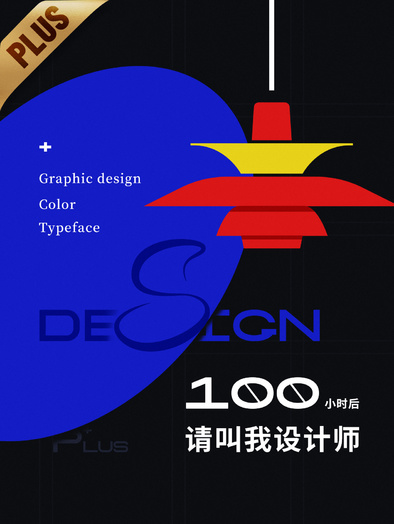 PLUS
+
Graphic design
Color
Typeface
DESIGN
100 小时后
请叫我设计师
PLUS